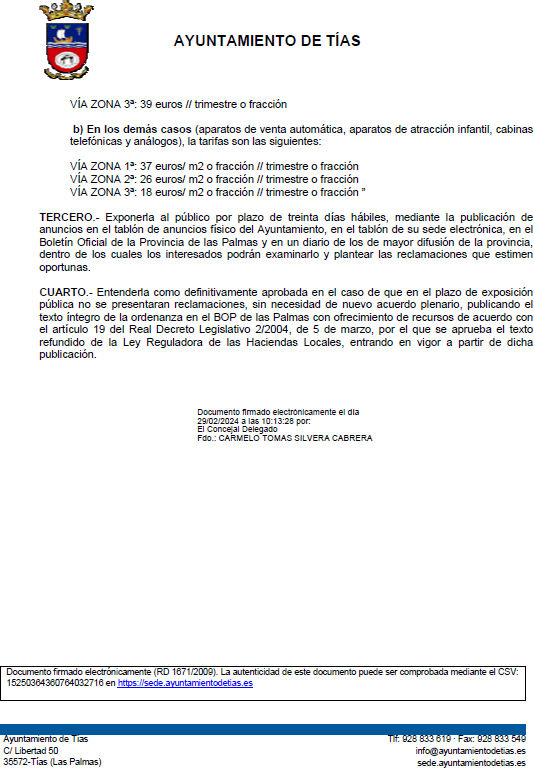 AYUNTAMIENTO DE TÍAS
VÍA ZONA 3ª: 39 euros // trimestre o fracción
b) En los demás casos (aparatos de venta automática, aparatos de atracción infantil, cabinas
telefónicas y análogos), la tarifas son las siguientes:
VÍA ZONA 1ª: 37 euros/ m2 o fracción // trimestre o fracción
VÍA ZONA 2ª: 26 euros/ m2 o fracción // trimestre o fracción
VÍA ZONA 3ª: 18 euros/ m2 o fracción // trimestre o fracción "
TERCERO.- Exponerla al público por plazo de treinta días hábiles, mediante la publicación de
anuncios en el tablón de anuncios físico del Ayuntamiento, en el tablón de su sede electrónica, en el
Boletín Oficial de la Provincia de las Palmas y en un diario de los de mayor difusión de la provincia,
dentro de los cuales los interesados podrán examinarlo y plantear las reclamaciones que estimen
oportunas.
CUARTO.- Entenderla como definitivamente aprobada en el caso de que en el plazo de exposición
pública no se presentaran reclamaciones, sin necesidad de nuevo acuerdo plenario, publicando el
texto íntegro de la ordenanza en el BOP de las Palmas con ofrecimiento de recursos de acuerdo con
el artículo 19 del Real Decreto Legislativo 2/2004, de 5 de marzo, por el que se aprueba el texto
refundido de la Ley Reguladora de las Haciendas Locales, entrando en vigor a partir de dicha
publicación.
Documento firmado electrónicamente el día
29/02/2024 a las 10:13:28 por:
El Concejal Delegado
Fdo.: CARMELO TOMAS SILVERA CABRERA
Documento firmado electrónicamente (RD 1671/2009). La autenticidad de este documento puede ser comprobada mediante el CSV:
15250364360764032716 en https://sede.ayuntamientodetias.es
Ayuntamiento de Tías
C/ Libertad 50
35572-Tías (Las Palmas)
Tlf: 928 833 619 · Fax: 928 833 549
info@ayuntamientodetias.es
sede.ayuntamientodetias.es